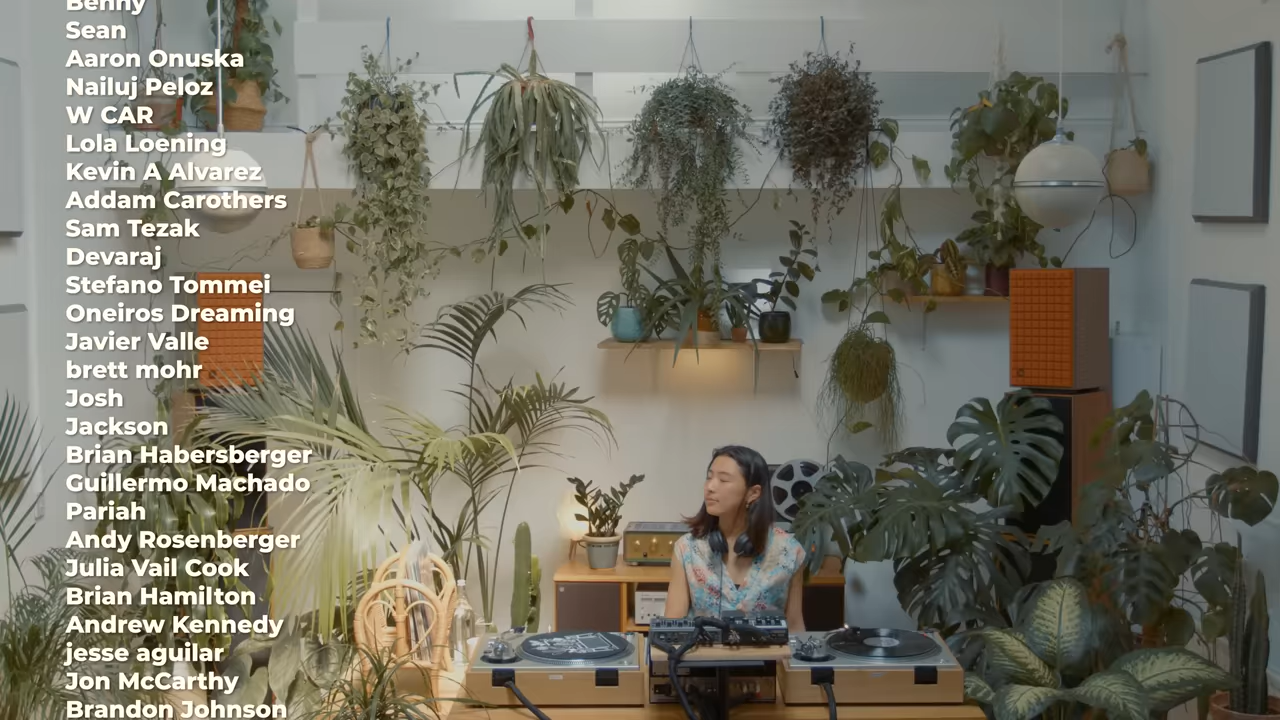 Benny
Sean
Aaron Onuska
Nailuj Peloz
W CAR
Lola Loening
Kevin A Alvarez
Addam Carothers
Sam Tezak
Devaraj
Stefano Tommei
Oneiros Dreaming
Javier Valle
brett mohr
Josh
Jackson
Brian Habersberger
Guillermo Machado
Pariah
Andy Rosenberger
Julia Vail Cook
Brian Hamilton
Andrew Kennedy
jesse aguilar
Jon McCarthy
Brandon Johnson